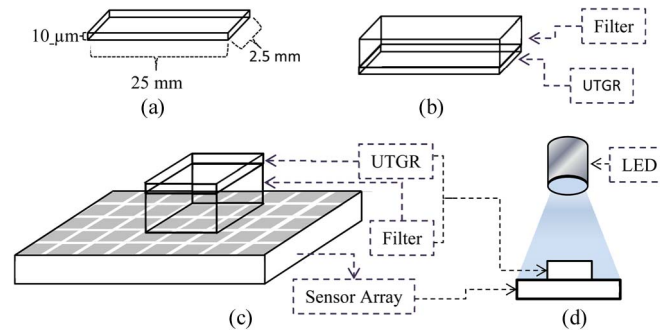 10 μm
2.5 mm
25 mm
(a)
Filter
UTGR
(b)
UTGR
LED
Filter
Sensor Array
(c)
(d)